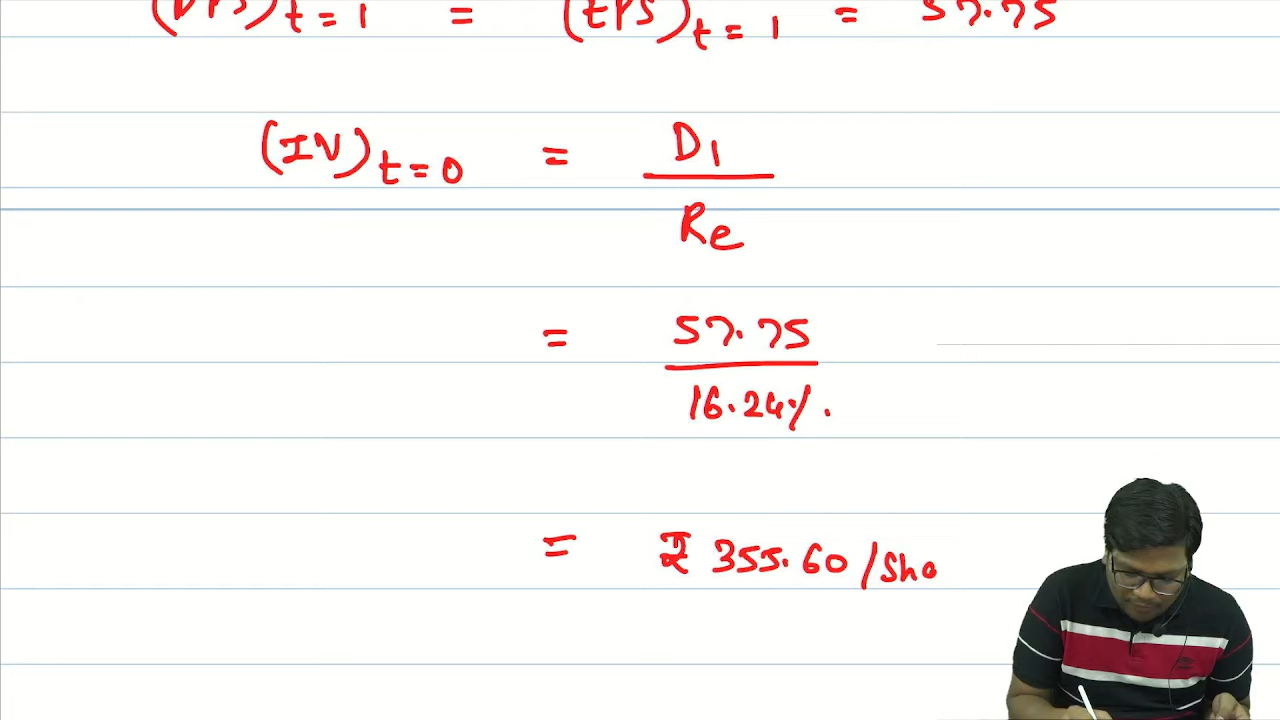 (DPS)t=1 = (EPS)t=1 = 57.75
(IV)t=0 = D1
Re
= 57.75
16.24%.
= ₹ 355.60/Sha